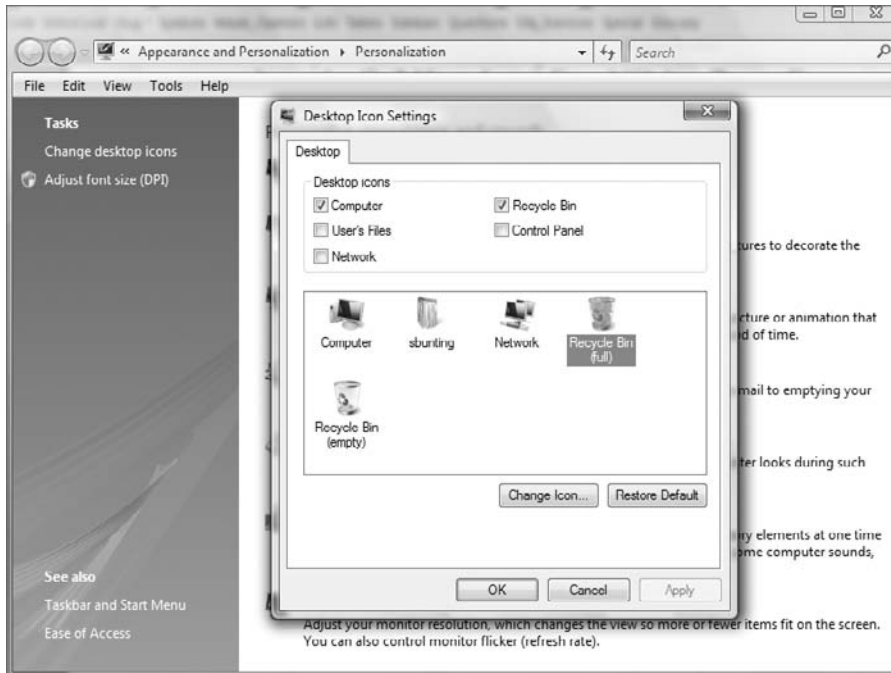 « Appearance and Personalization Personalization
Search
File Edit View Tools Help
Tasks
Change desktop icons
Adjust font size (DPI)
Desktop Icon Settings
Desktop
Desktop icons
Computer
Recycle Bin
User's Files
Control Panel
Network
Computer
sbunting
Network
Recycle Bin
(full)
Recycle Bin
(empty)
Change Icon...
Restore Default
OK
Cancel
Apply
tures to decorate the
cture or animation that
d of time.
mail to emptying your
ter looks during such
ry elements at one time
ome computer sounds,
See also
Taskbar and Start Menu
Ease of Access
Adjust your monitor resolution, which changes the view so more or fewer items fit on the screen.
You can also control monitor flicker (refresh rate).